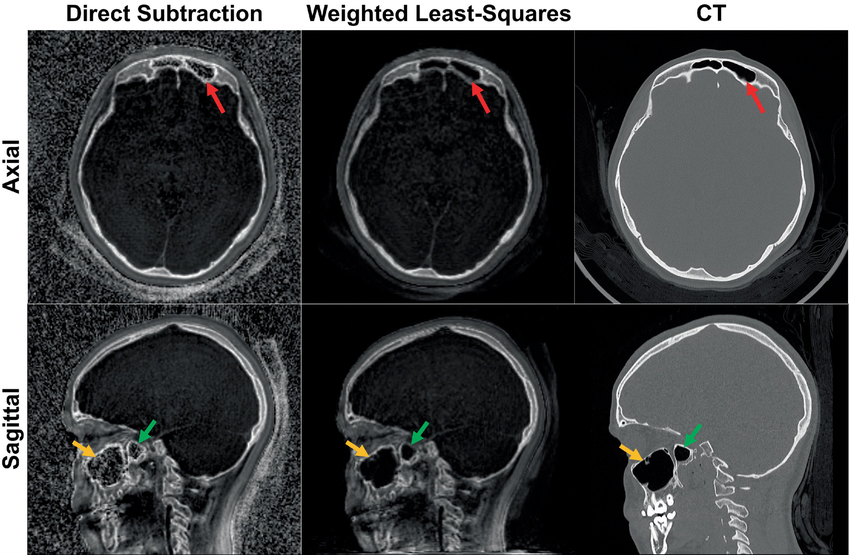 Direct Subtraction Weighted Least-Squares CT
Axial
Sagittal